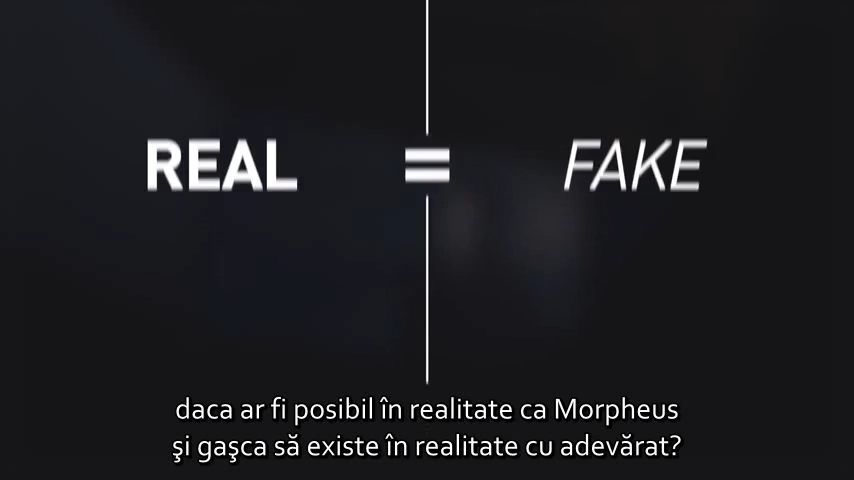 REAL = FAKE
daca ar fi posibil în realitate ca Morpheus
şi gaşca să existe în realitate cu adevărat?